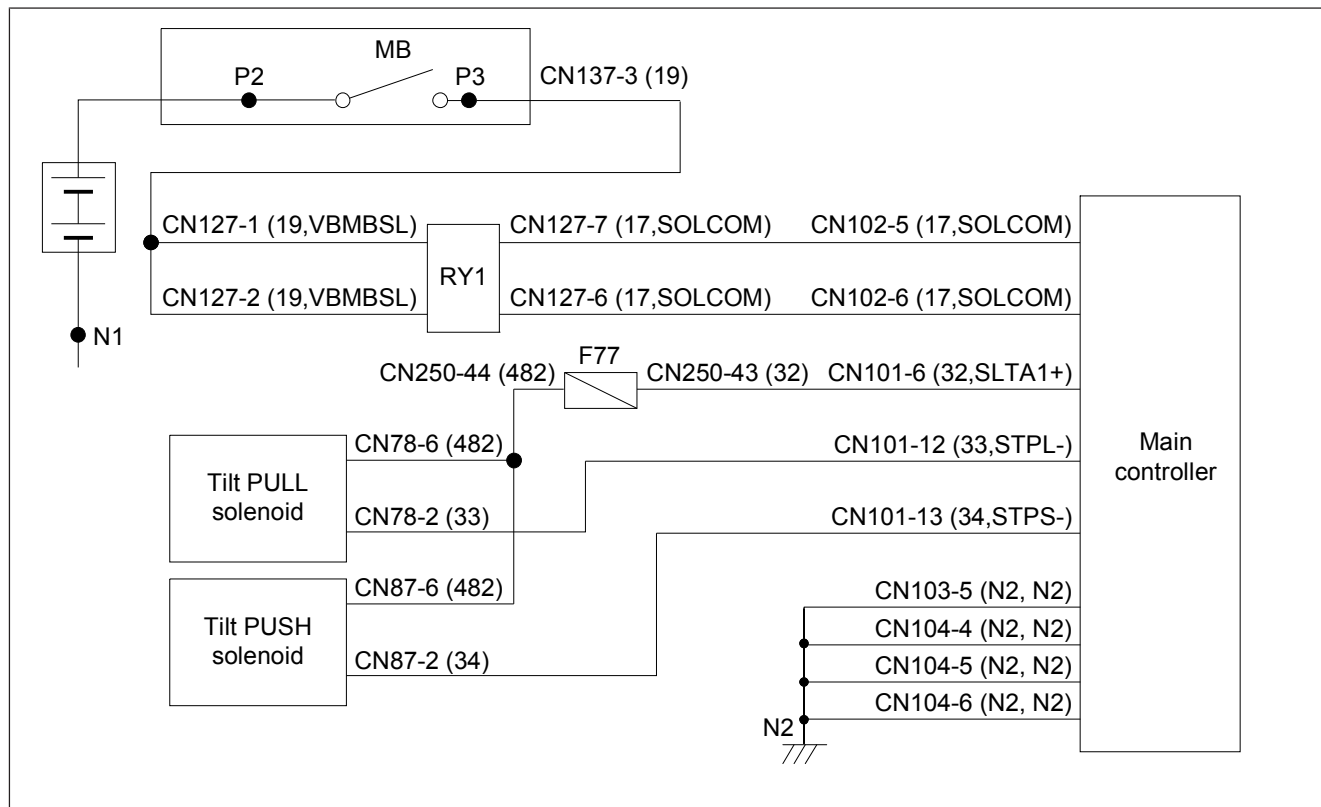 MB
P2
P3
CN137-3 (19)
CN127-1 (19,VBMBSL)
CN127-7 (17,SOLCOM)
CN102-5 (17,SOLCOM)
RY1
CN127-2 (19,VBMBSL)
CN127-6 (17,SOLCOM)
CN102-6 (17,SOLCOM)
N1
F77
CN250-44 (482)
CN250-43 (32)
CN101-6 (32,SLTA1+)
CN78-6 (482)
CN101-12 (33,STPL-)
Main
controller
Tilt PULL
solenoid
CN78-2 (33)
CN101-13 (34,STPS-)
CN87-6 (482)
CN103-5 (N2, N2)
Tilt PUSH
solenoid
CN104-4 (N2, N2)
CN87-2 (34)
CN104-5 (N2, N2)
CN104-6 (N2, N2)
N2